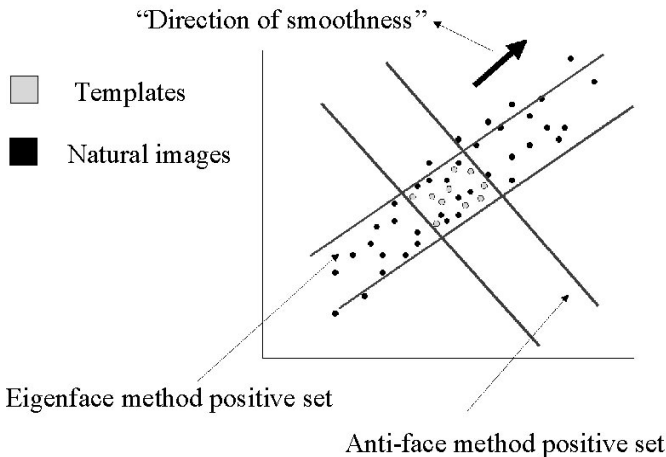 “Direction of smoothness”
Templates
Natural images
Eigenface method positive set
Anti-face method positive set